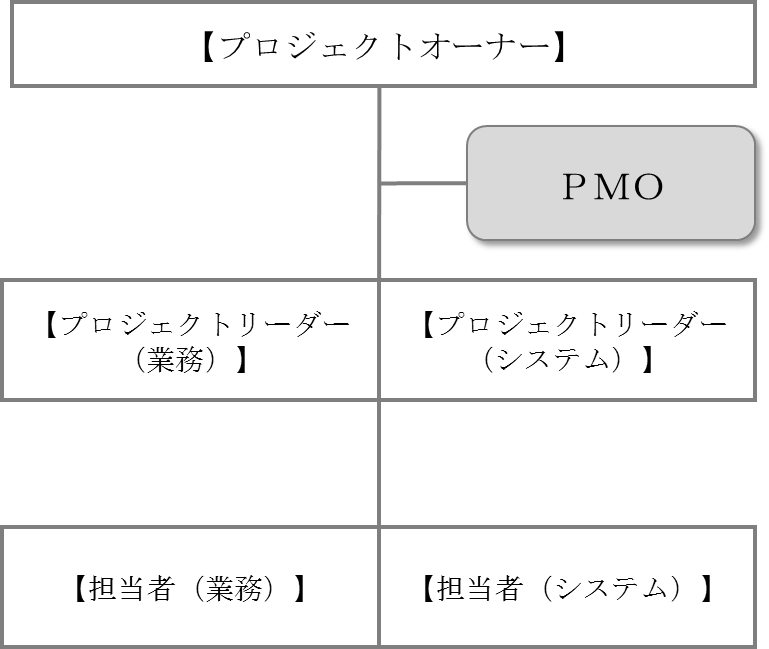 【プロジェクトオーナー】
ＰＭＯ
【プロジェクトリーダー
（業務）】
【プロジェクトリーダー
（システム）】
【担当者（業務）】
【担当者（システム）】